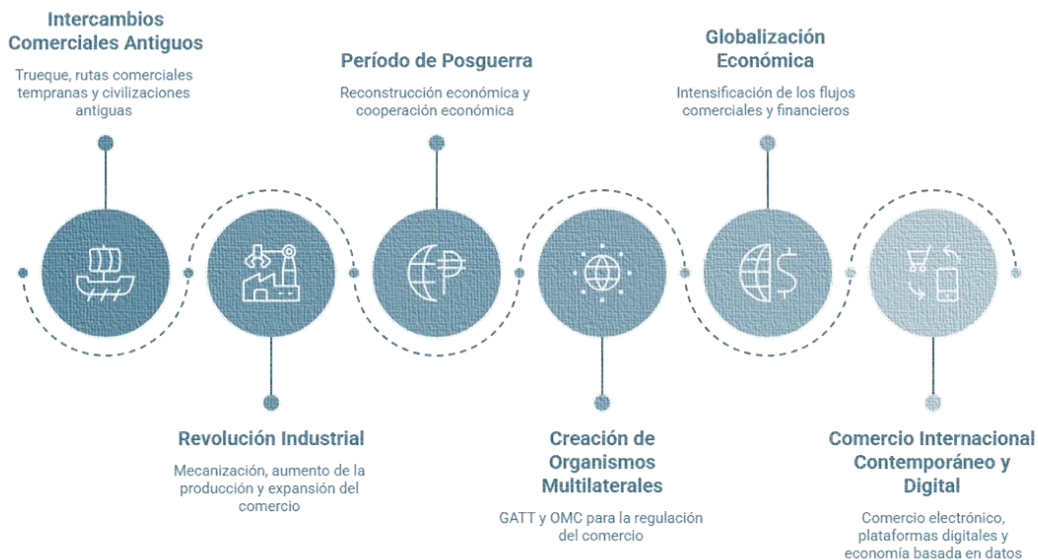 Intercambios
Comerciales Antiguos
Trueque, rutas comerciales
tempranas y civilizaciones
antiguas
Revolución Industrial
Mecanización, aumento de la
producción y expansión del
comercio
Período de Posguerra
Reconstrucción económica y
cooperación económica
Creación de
Organismos
Multilaterales
GATT y OMC para la regulación
del comercio
Globalización
Económica
Intensificación de los flujos
comerciales y financieros
Comercio Internacional
Contemporáneo y
Digital
Comercio electrónico,
plataformas digitales y
economía basada en datos